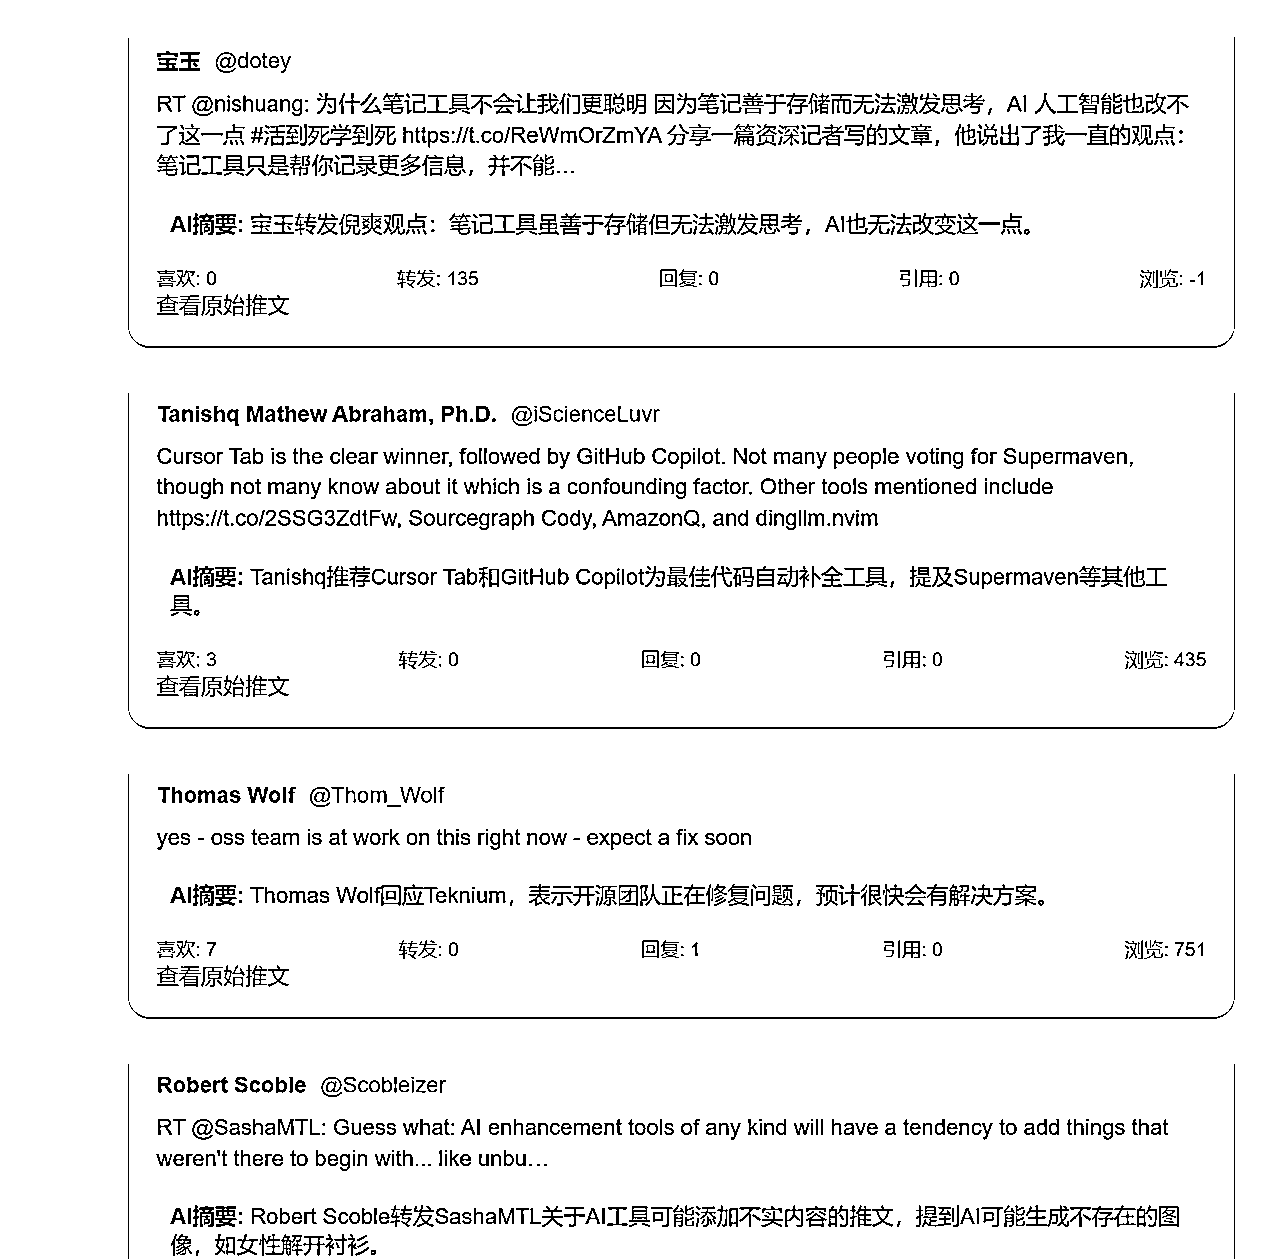 宝玉 @dotey
RT @nishuang: 为什么笔记工具不会让我们更聪明 因为笔记善于存储而无法激发思考，AI 人工智能也改不
了这一点 #活到死学到死 https://t.co/ReWmOrZmYA 分享一篇资深记者写的文章，他说出了我一直的观点：
笔记工具只是帮你记录更多信息，并不能…
AI摘要: 宝玉转发倪爽观点：笔记工具虽善于存储但无法激发思考，AI也无法改变这一点。
喜欢: 0 转发: 135 回复: 0 引用: 0 浏览: -1
查看原始推文
Tanishq Mathew Abraham, Ph.D. @iScienceLuvr
Cursor Tab is the clear winner, followed by GitHub Copilot. Not many people voting for Supermaven,
though not many know about it which is a confounding factor. Other tools mentioned include
https://t.co/2SSG3ZdtFw, Sourcegraph Cody, AmazonQ, and dingllm.nvim
AI摘要: Tanishq推荐Cursor Tab和GitHub Copilot为最佳代码自动补全工具，提及Supermaven等其他工
具。
喜欢: 3 转发: 0 回复: 0 引用: 0 浏览: 435
查看原始推文
Thomas Wolf @Thom_Wolf
yes - oss team is at work on this right now - expect a fix soon
AI摘要: Thomas Wolf回应Teknium，表示开源团队正在修复问题，预计很快会有解决方案。
喜欢: 7 转发: 0 回复: 1 引用: 0 浏览: 751
查看原始推文
Robert Scoble @Scobleizer
RT @SashaMTL: Guess what: AI enhancement tools of any kind will have a tendency to add things that
weren't there to begin with... like unbu…
AI摘要: Robert Scoble转发SashaMTL关于AI工具可能添加不实内容的推文，提到AI可能生成不存在的图
像，如女性解开衬衫。